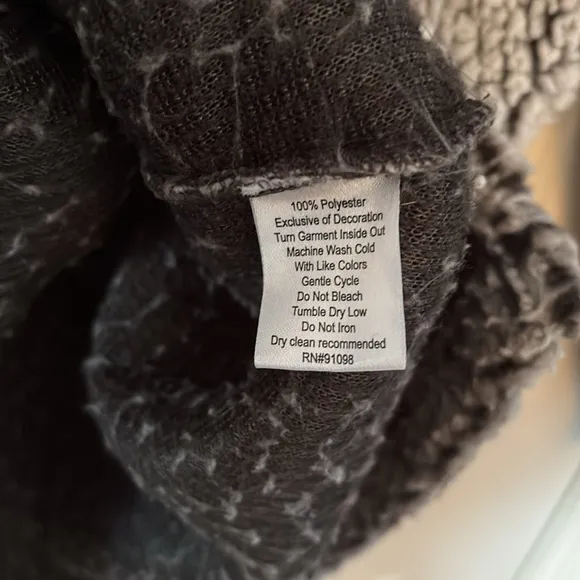 100% Polyester
Exclusive of Decoration
Turn Garment Inside Out
Machine Wash Cold
With Like Colors
Gentle Cycle
Do Not Bleach
Tumble Dry Low
Do Not Iron
Dry clean recommended
RN#91098